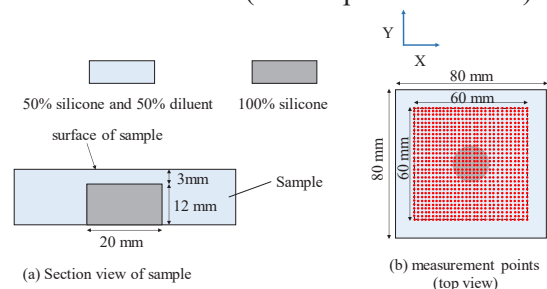 Y
X
50% silicone and 50% diluent
100% silicone
surface of sample
3mm
12 mm
Sample
20 mm
(a) Section view of sample
80 mm
60 mm
80 mm
60 mm
(b) measurement points
(top view)